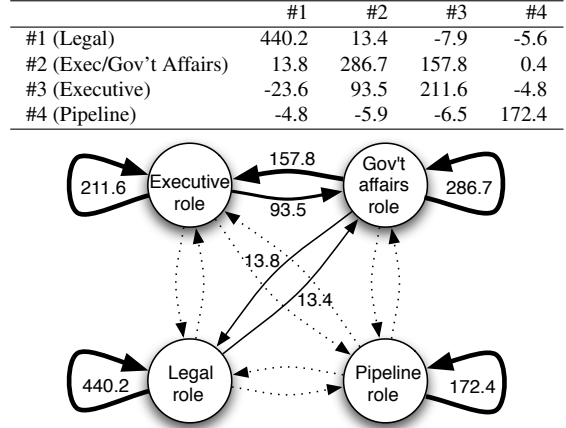 #1 #2 #3 #4
#1 (Legal) 440.2 13.4 -7.9 -5.6
#2 (Exec/Gov't Affairs) 13.8 286.7 157.8 0.4
#3 (Executive) -23.6 93.5 211.6 -4.8
#4 (Pipeline) -4.8 -5.9 -6.5 172.4
157.8
211.6
Executive
role
93.5
Gov't
affairs
role
286.7
13.8
13.4
440.2
Legal
role
Pipeline
role
172.4